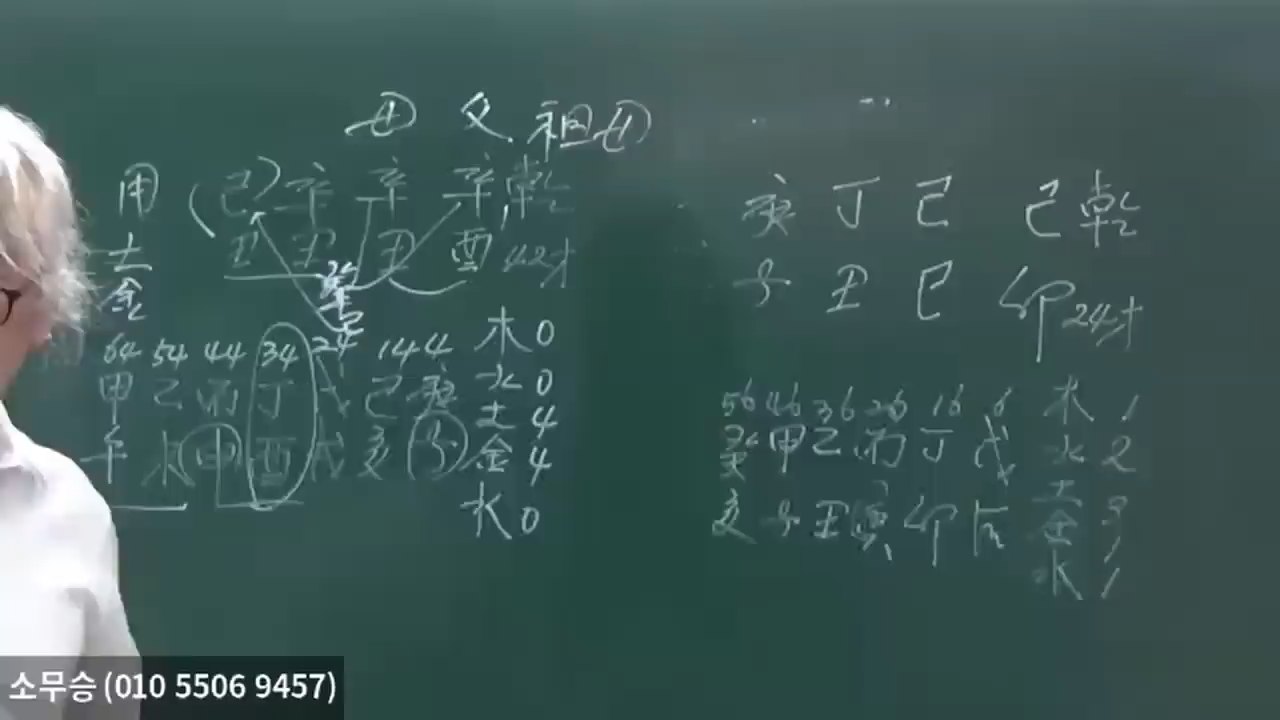 母 父 祖母
用 (己) 辛 辛 辛 乾
土 丑 丑 丑 酉 42才
金
64 54 44 34 24 14 4 木 0
甲 乙 丙 丁 戊 己 火 0
土 4
午 未 申 酉 戌 亥 子 金 4
水 0
丁 己 己 乾
子 丑 巳 卯 24才
56 46 36 26 16 6 木 1
癸 甲 乙 丙 丁 戊 火 2
土 3
亥 子 丑 寅 卯 辰 金
水 1
소무승 (010 5506 9457)